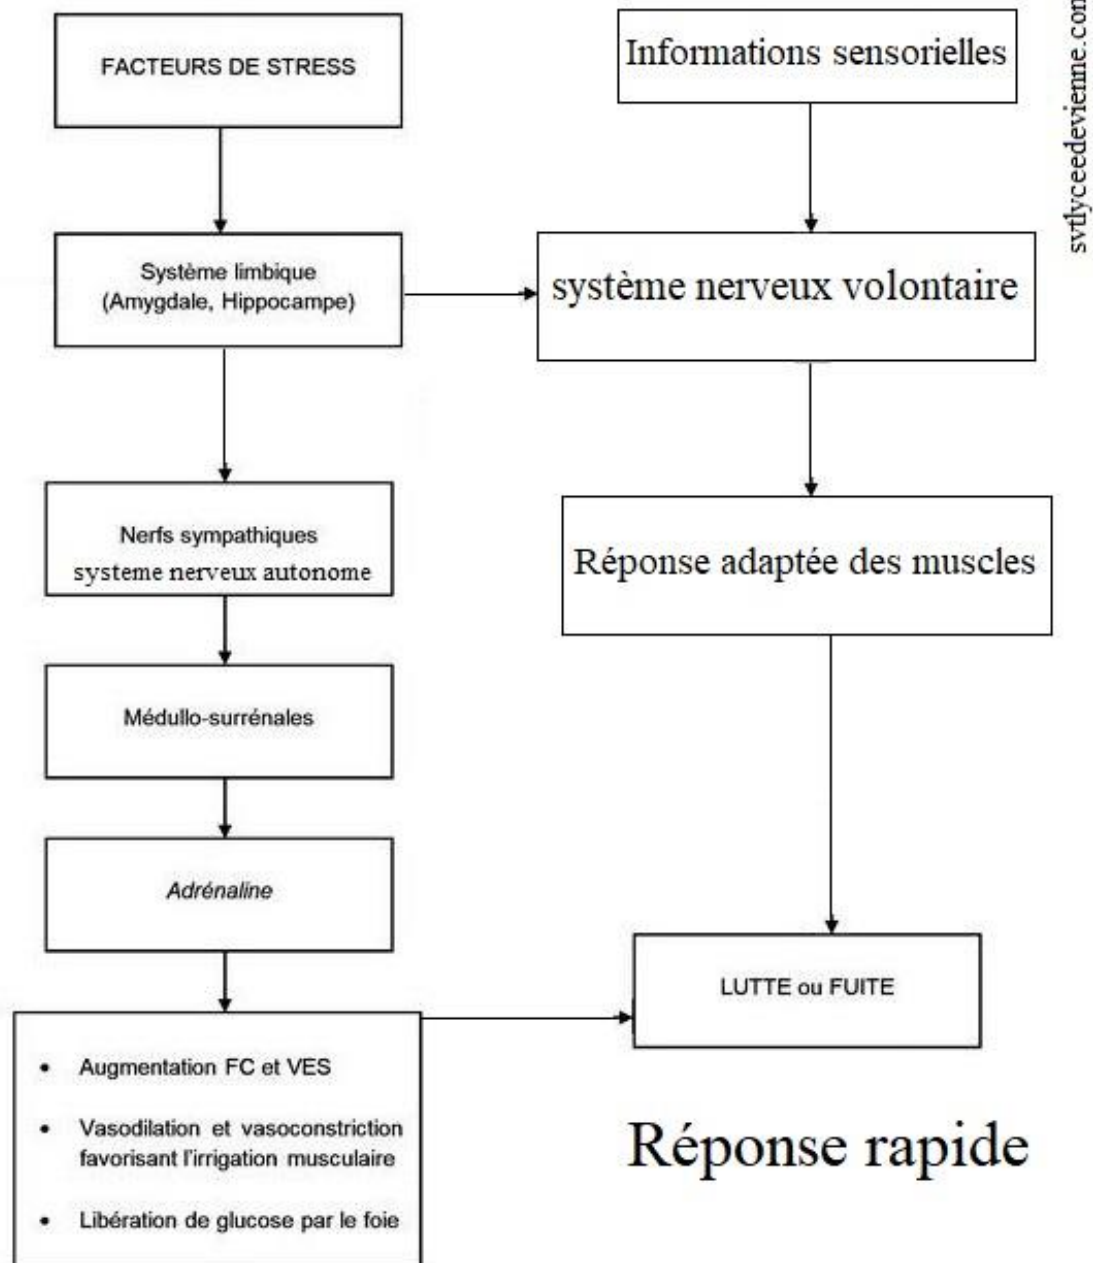 FACTEURS DE STRESS
Informations sensorielles
svtlyceedevienne.com
Système limbique
(Amygdale, Hippocampe)
système nerveux volontaire
Nerfs sympathiques
systeme nerveux autonome
Réponse adaptée des muscles
Médullo-surrénales
Adrénaline
LUTTE ou FUITE
• Augmentation FC et VES
• Vasodilation et vasoconstriction
favorisant l'irrigation musculaire
• Libération de glucose par le foie
Réponse rapide